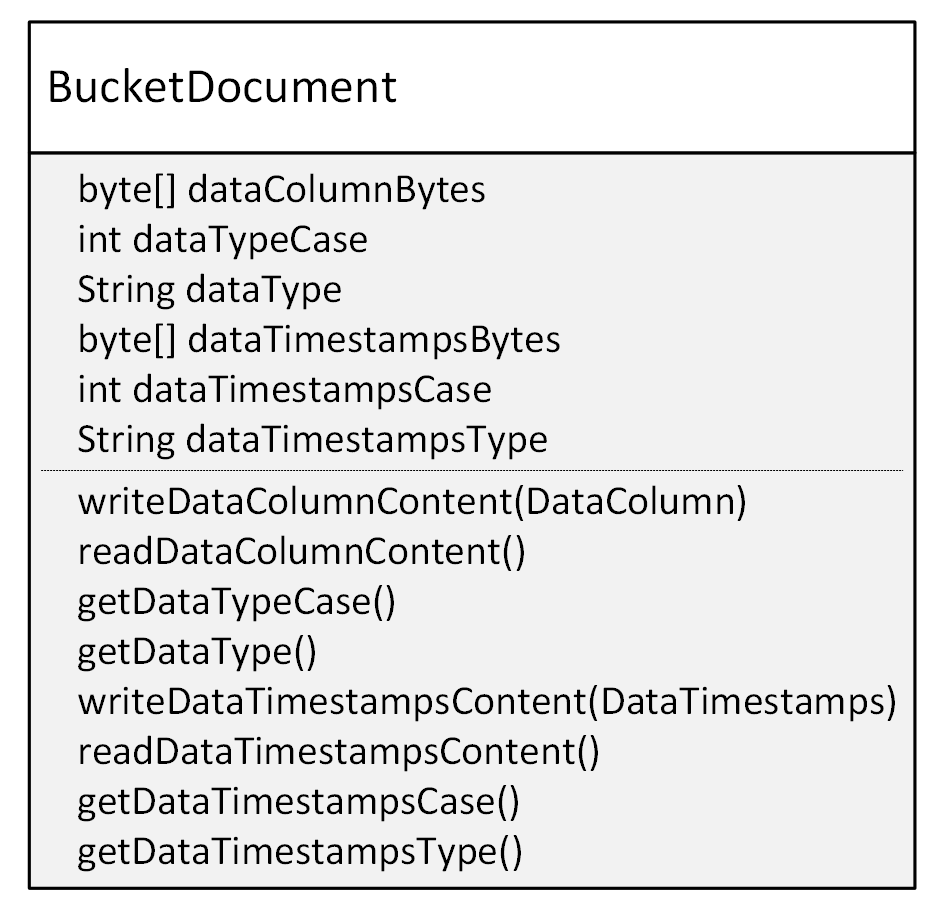 BucketDocument
byte[] dataColumnBytes
int dataTypeCase
String dataType
byte[] dataTimestampsBytes
int dataTimestampsCase
String dataTimestampsType
writeDataColumnContent(DataColumn)
readDataColumnContent()
getDataTypeCase()
getDataType()
writeDataTimestampsContent(DataTimestamps)
readDataTimestampsContent()
getDataTimestampsCase()
getDataTimestampsType()